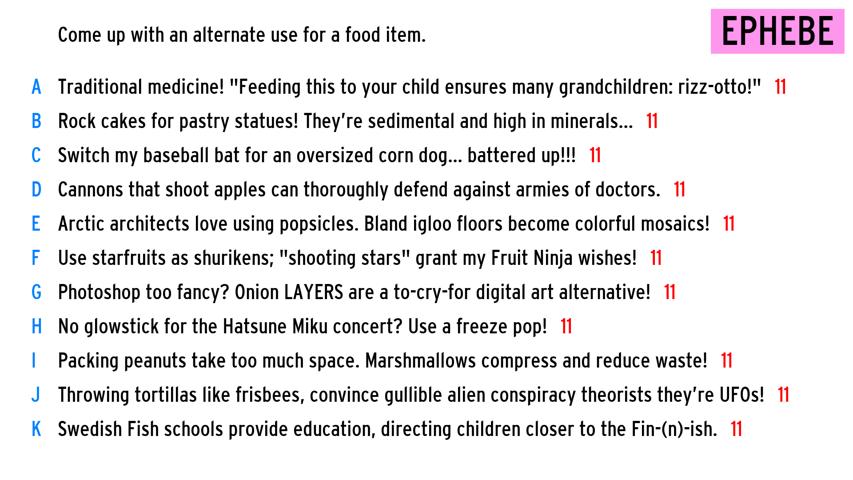 Come up with an alternate use for a food item.
EPHEBE
A Traditional medicine! "Feeding this to your child ensures many grandchildren: rizz-otto!" 11
B Rock cakes for pastry statues! They're sedimental and high in minerals... 11
C Switch my baseball bat for an oversized corn dog... battered up!!! 11
D Cannons that shoot apples can thoroughly defend against armies of doctors. 11
E Arctic architects love using popsicles. Bland igloo floors become colorful mosaics! 11
F Use starfruits as shurikens; "shooting stars" grant my Fruit Ninja wishes! 11
G Photoshop too fancy? Onion LAYERS are a to-cry-for digital art alternative! 11
H No glowstick for the Hatsune Miku concert? Use a freeze pop! 11
I Packing peanuts take too much space. Marshmallows compress and reduce waste! 11
J Throwing tortillas like frisbees, convince gullible alien conspiracy theorists they're UFOs! 11
K Swedish Fish schools provide education, directing children closer to the Fin-(n)-ish. 11